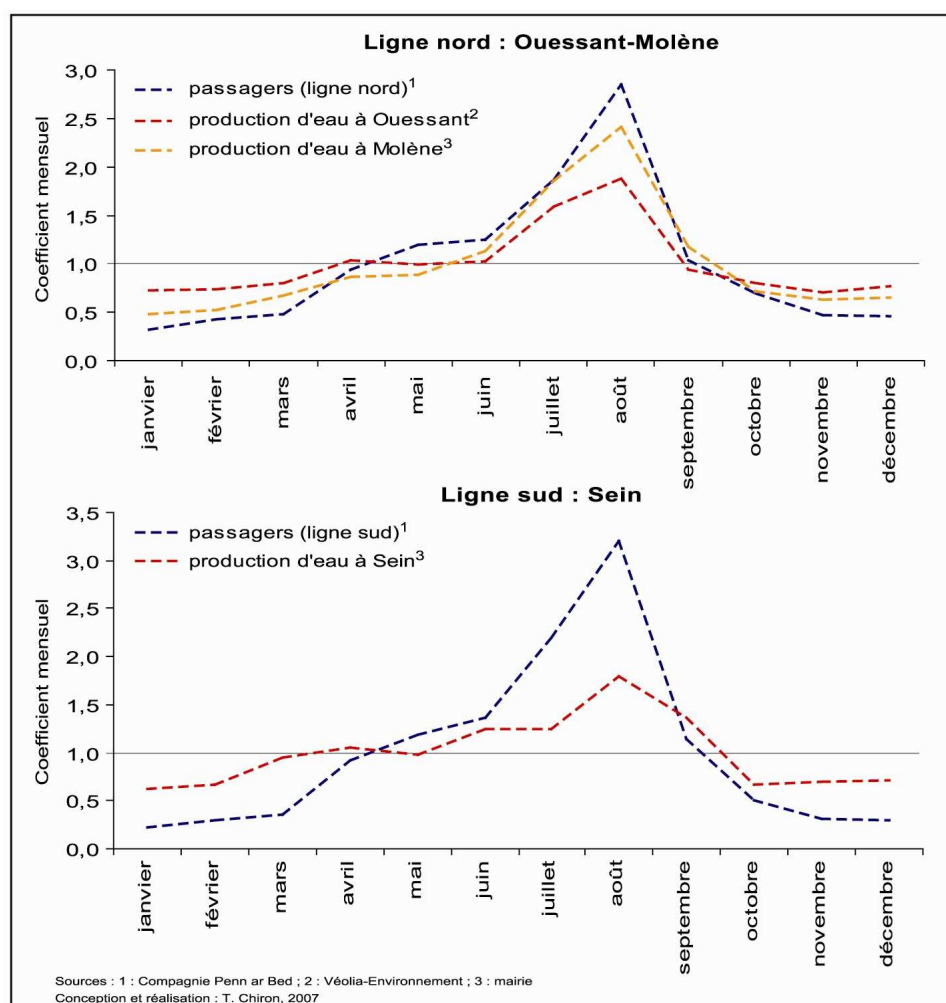 Ligne nord : Ouessant-Molène
3,0
2,5
2,0
1,5
1,0
0,5
0,0
Coefficient mensuel
passagers (ligne nord)1
production d'eau à Ouessant2
production d'eau à Molène3
janvier
février
mars
avril
mai
juin
juillet
août
septembre
octobre
novembre
décembre
Ligne sud : Sein
3,5
3,0
2,5
2,0
1,5
1,0
0,5
0,0
Coefficient mensuel
passagers (ligne sud)1
production d'eau à Sein3
janvier
février
mars
avril
mai
juin
juillet
août
septembre
octobre
novembre
décembre
Sources : 1 : Compagnie Penn ar Bed ; 2 : Véolia-Environnement ; 3 : mairie
Conception et réalisation : T. Chiron, 2007